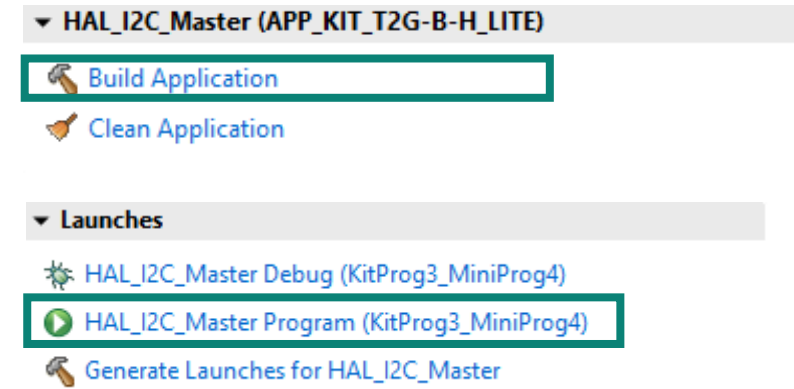 HAL_I2C_Master (APP_KIT_T2G-B-H_LITE)
Build Application
Clean Application
Launches
HAL_I2C_Master Debug (KitProg3_MiniProg4)
HAL_I2C_Master Program (KitProg3_MiniProg4)
Generate Launches for HAL_I2C_Master